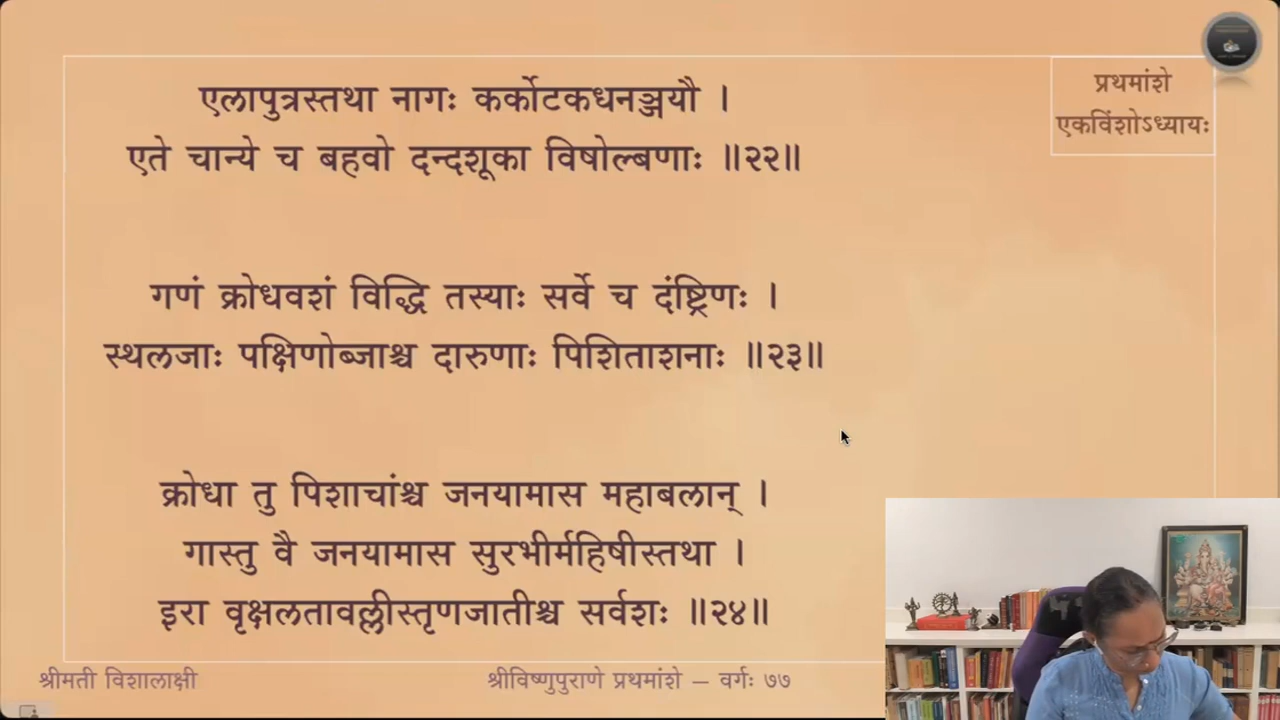 एलापुत्रस्तथा नागः कर्कोटकधनञ्जयौ ।
एते चान्ये च बहवो दन्दशूका विषोल्बणाः ॥२२॥
प्रथमांशे
एकविंशोऽध्यायः
गणं क्रोधवशं विद्धि तस्याः सर्वे च दंष्ट्रिणः ।
स्थलजाः पक्षिणोब्जाश्च दारुणाः पिशिताशनाः ॥२३॥
क्रोधा तु पिशाचांश्च जनयामास महाबलान् ।
गास्तु वै जनयामास सुरभीर्महिषीस्तथा ।
इरा वृक्षलतावल्लीस्तृणजातीश्च सर्वशः ॥२४॥
श्रीमती विशालाक्षी
श्रीविष्णुपुराणे प्रथमांशे – वर्गः ७७